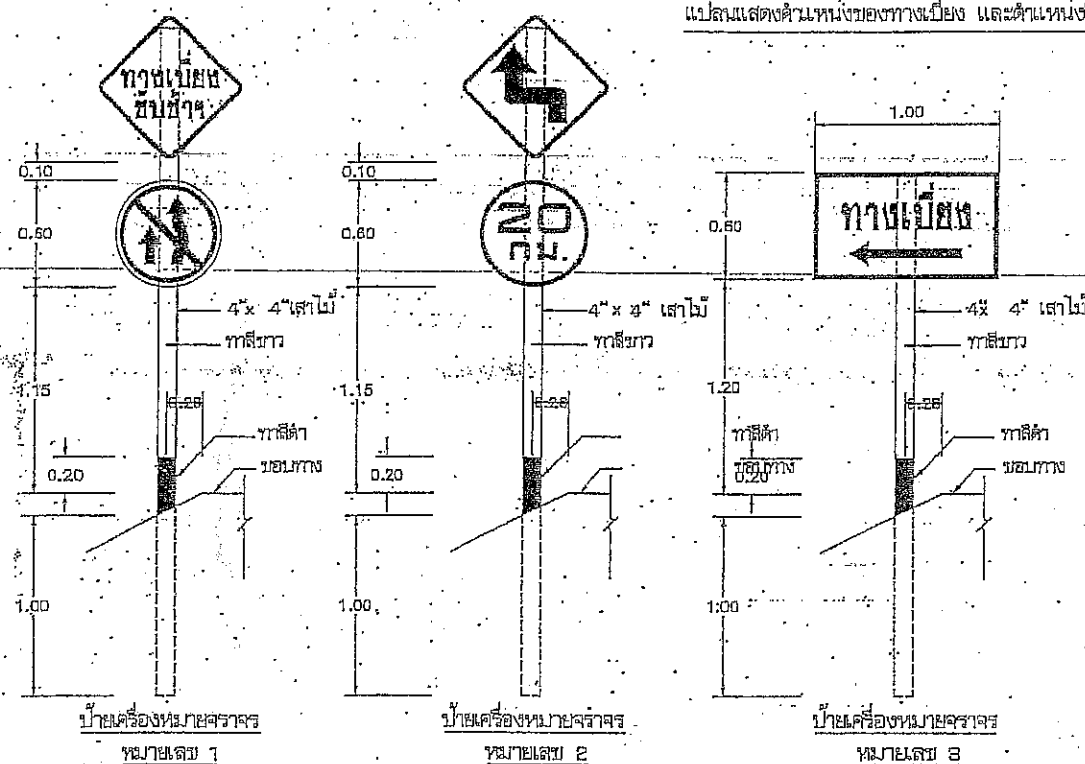 แปลนแสดงตำแหน่งของทางเบี่ยง และตำแหน่ง
ทางเบี่ยง
ขับช้าๆ
0.10
0.60
1.15
0.20
1.00
4"x 4" เสาไม้
ทาสีขาว
0.25
ทาสีดำ
ขอบทาง
ป้ายเครื่องหมายจราจร
หมายเลข 1
20
กม.
0.10
0.60
1.15
0.20
1.00
4"x 4" เสาไม้
ทาสีขาว
0.25
ป้ายเครื่องหมายจราจร
หมายเลข 2
1.00
ทางเบี่ยง
0.60
1.20
0.20
1.00
4"x 4" เสาไม้
ทาสีขาว
0.25
ทาสีดำ
ขอบทาง
ทาสีดำ
ขอบทาง
ป้ายเครื่องหมายจราจร
หมายเลข 3